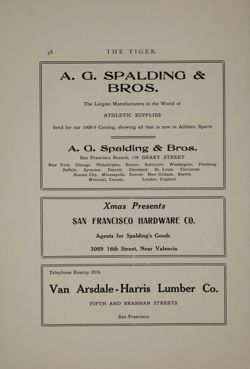 48 THE TIGER.
A. G. SPALDING &
BROS.
The Largest Manufacturers in the World of
ATHLETIC SUPPLIES
Send for our 1908-9 Catalog, showing all that is new in Athletic Sports
A. G. Spalding & Bros.
San Francisco Branch, 158 GEARY STREET
New York. Chicago. Philadelphia. Boston. Baltimore. Washington. Pittsburg.
Buffalo. Syracuse. Detroit. Cleveland. St. Louis. Cincinnati.
Kansas City. Minneapolis. Denver. New Orleans. Seattle.
Montreal, Canada. London, England.
Xmas Presents
SAN FRANCISCO HARDWARE CO.
Agents for Spalding's Goods
3069 16th Street, Near Valencia
Telephone Kearny 2076
Van Arsdale-Harris Lumber Co.
FIFTH AND BRANNAN STREETS
San Francisco